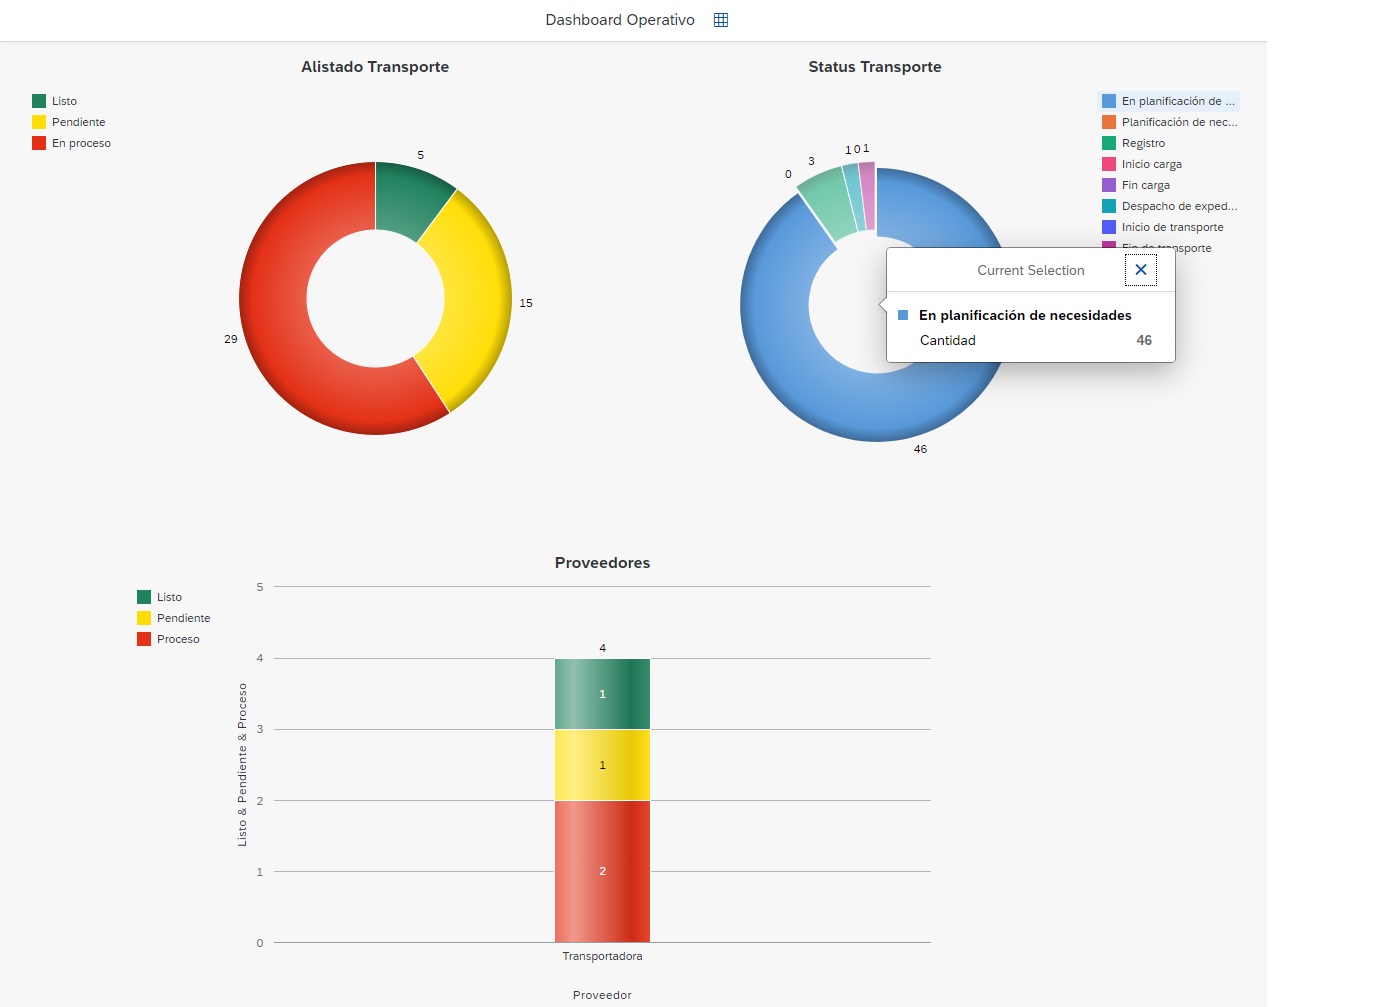 Dashboard Operativo
Alistado Transporte
Listo
Pendiente
En proceso
5
15
29
Status Transporte
En planificación de ...
Planificación de nec...
Registro
Inicio carga
Fin carga
Despacho de exped...
Inicio de transporte
Fin de transporte
0
3
1 0 1
46
Current Selection
En planificación de necesidades
Cantidad 46
Proveedores
Listo
Pendiente
Proceso
Listo & Pendiente & Proceso
5
4
3
2
1
0
4
1
1
2
Transportadora
Proveedor